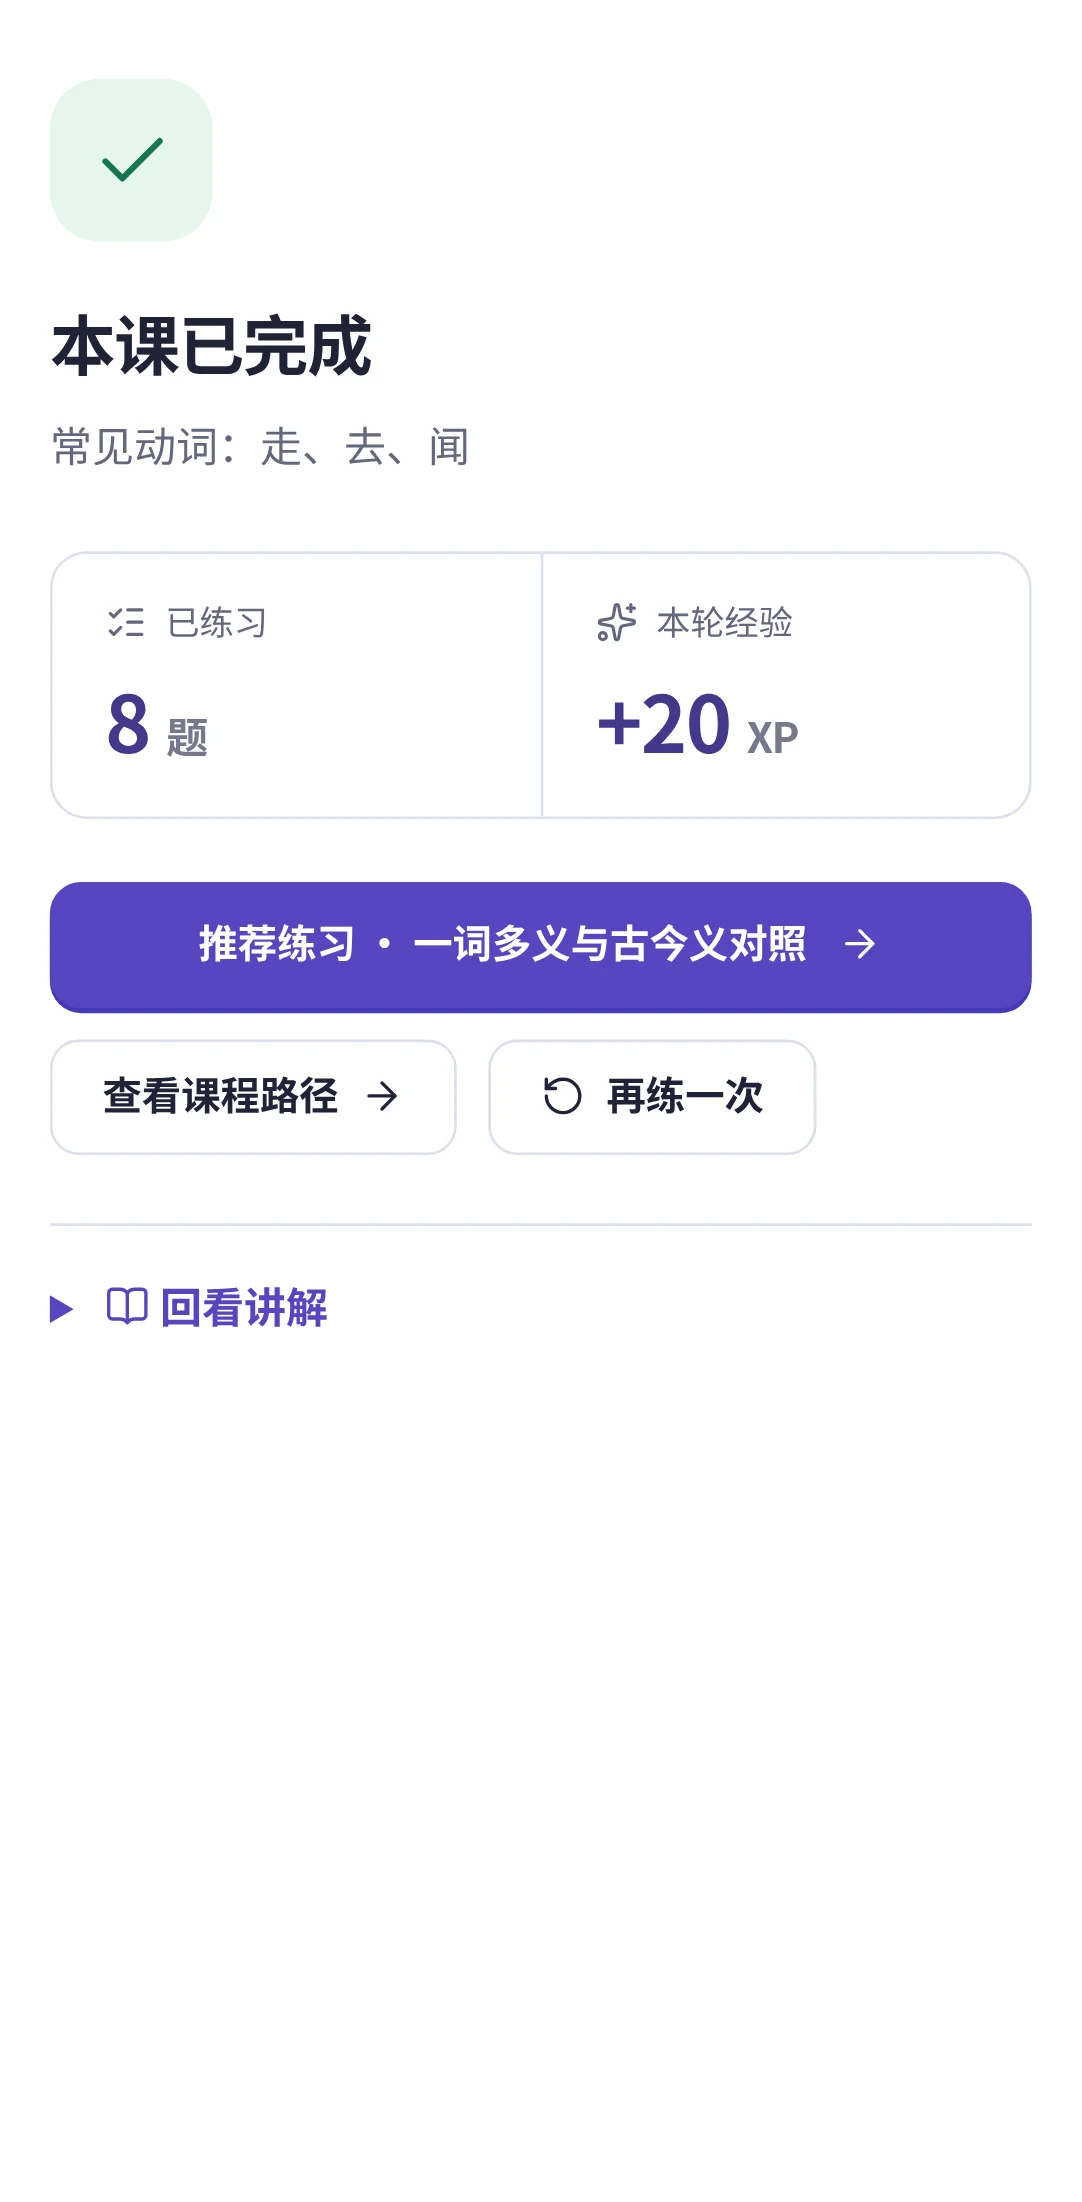 本课已完成
常见动词：走、去、闻
已练习
8 题
本轮经验
+20 XP
推荐练习 · 一词多义与古今义对照
查看课程路径
再练一次
回看讲解